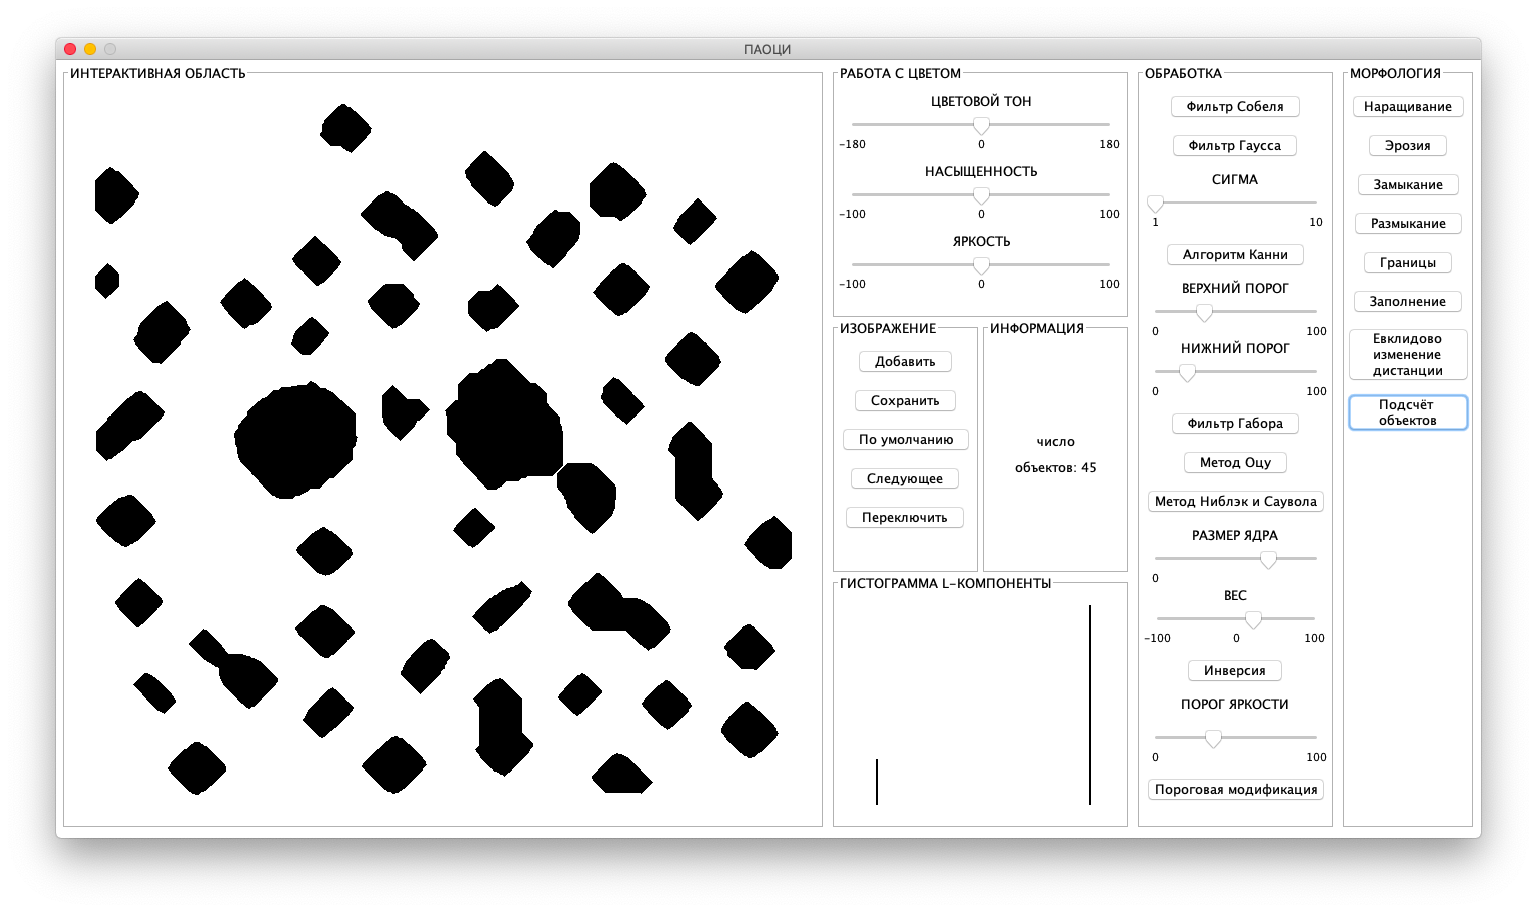 ПАОЦИ
ИНТЕРАКТИВНАЯ ОБЛАСТЬ
РАБОТА С ЦВЕТОМ
ЦВЕТОВОЙ ТОН
-180 0 180
НАСЫЩЕННОСТЬ
-100 0 100
ЯРКОСТЬ
-100 0 100
ИЗОБРАЖЕНИЕ
Добавить
Сохранить
По умолчанию
Следующее
Переключить
ИНФОРМАЦИЯ
число
объектов: 45
ГИСТОГРАММА L-КОМПОНЕНТЫ
ОБРАБОТКА
Фильтр Собеля
Фильтр Гаусса
СИГМА
1 10
Алгоритм Канни
ВЕРХНИЙ ПОРОГ
0 100
НИЖНИЙ ПОРОГ
0 100
Фильтр Габора
Метод Оцу
Метод Ниблэк и Саувола
РАЗМЕР ЯДРА
0
ВЕС
-100 0 100
Инверсия
ПОРОГ ЯРКОСТИ
0 100
Пороговая модификация
МОРФОЛОГИЯ
Наращивание
Эрозия
Замыкание
Размыкание
Границы
Заполнение
Евклидово
изменение
дистанции
Подсчёт
объектов